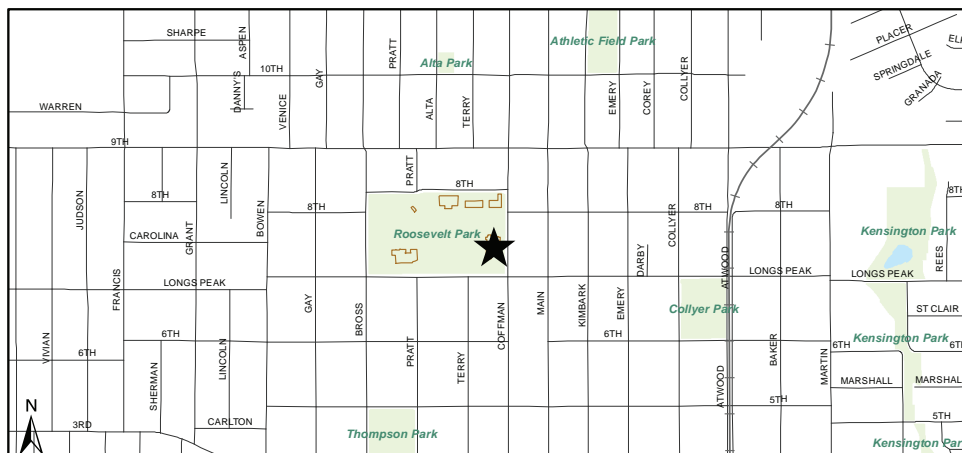 SHARPE
ASPEN
PRATT
Athletic Field Park
PLACER
Alta Park
SPRINGDALE
GRANADA
10TH
DANNY'S
GAY
VENICE
ALTA
TERRY
EMERY
COREY
COLLYER
WARREN
9TH
JUDSON
8TH
LINCOLN
PRATT
8TH
BOWEN
8TH
8TH
COLLYER
8TH
CAROLINA
GRANT
Roosevelt Park
DARBY
ATWOOD
Kensington Park
REES
LONGS PEAK
FRANCIS
LONGS PEAK
LONGS PEAK
GAY
BROSS
COFFMAN
MAIN
KIMBARK
EMERY
Collyer Park
ST CLAIR
VIVIAN
6TH
6TH
LINCOLN
PRATT
TERRY
6TH
BAKER
MARTIN
6TH
Kensington Park
SHERMAN
ATWOOD
MARSHALL
5TH
5TH
N
3RD
CARLTON
Thompson Park
Kensington Park